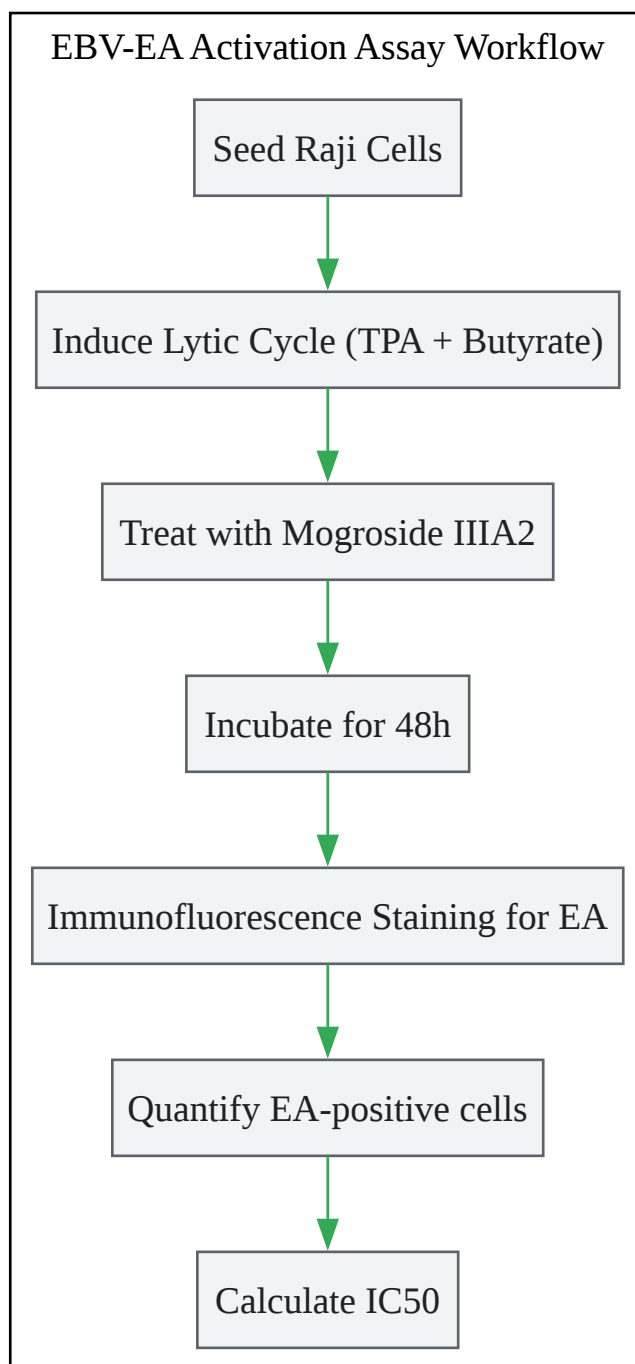 EBV-EA Activation Assay Workflow
Seed Raji Cells
Induce Lytic Cycle (TPA + Butyrate)
Treat with Mogroside IIIA2
Incubate for 48h
Immunofluorescence Staining for EA
Quantify EA-positive cells
Calculate IC50